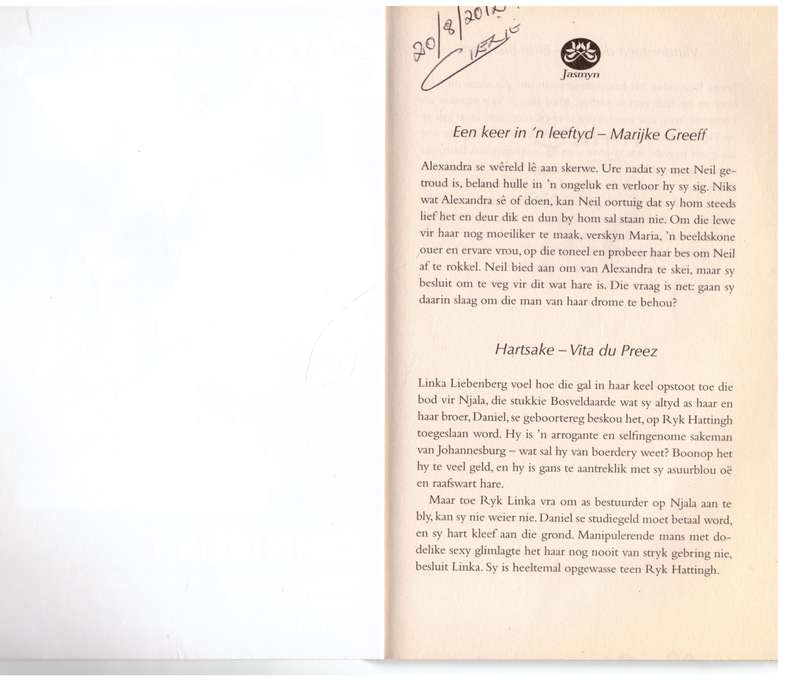 20/8/2012
Jasmyn
Een keer in 'n leeftyd – Marijke Greeff
Alexandra se wêreld lê aan skerwe. Ure nadat sy met Neil ge-
troud is, beland hulle in 'n ongeluk en verloor hy sy sig. Niks
wat Alexandra sê of doen, kan Neil oortuig dat sy hom steeds
lief het en deur dik en dun by hom sal staan nie. Om die lewe
vir haar nog moeiliker te maak, verskyn Maria, 'n beeldskone
ouer en ervare vrou, op die toneel en probeer haar bes om Neil
af te rokkel. Neil bied aan om van Alexandra te skei, maar sy
besluit om te veg vir dit wat hare is. Die vraag is net: gaan sy
daarin slaag om die man van haar drome te behou?
Hartsake – Vita du Preez
Linka Liebenberg voel hoe die gal in haar keel opstoot toe die
bod vir Njala, die stukkie Bosveldaarde wat sy altyd as haar en
haar broer, Daniel, se geboortereg beskou het, op Ryk Hattingh
toegeslaan word. Hy is 'n arrogante en selfingenome sakeman
van Johannesburg – wat sal hy van boerdery weet? Boonop het
hy te veel geld, en hy is gans te aantreklik met sy asuurblou oë
en raafswart hare.
Maar toe Ryk Linka vra om as bestuurder op Njala aan te
bly, kan sy nie weier nie. Daniel se studiegeld moet betaal word,
en sy hart kleef aan die grond. Manipulerende mans met do-
delike sexy glimlagte het haar nog nooit van stryk gebring nie,
besluit Linka. Sy is heeltemal opgewasse teen Ryk Hattingh.